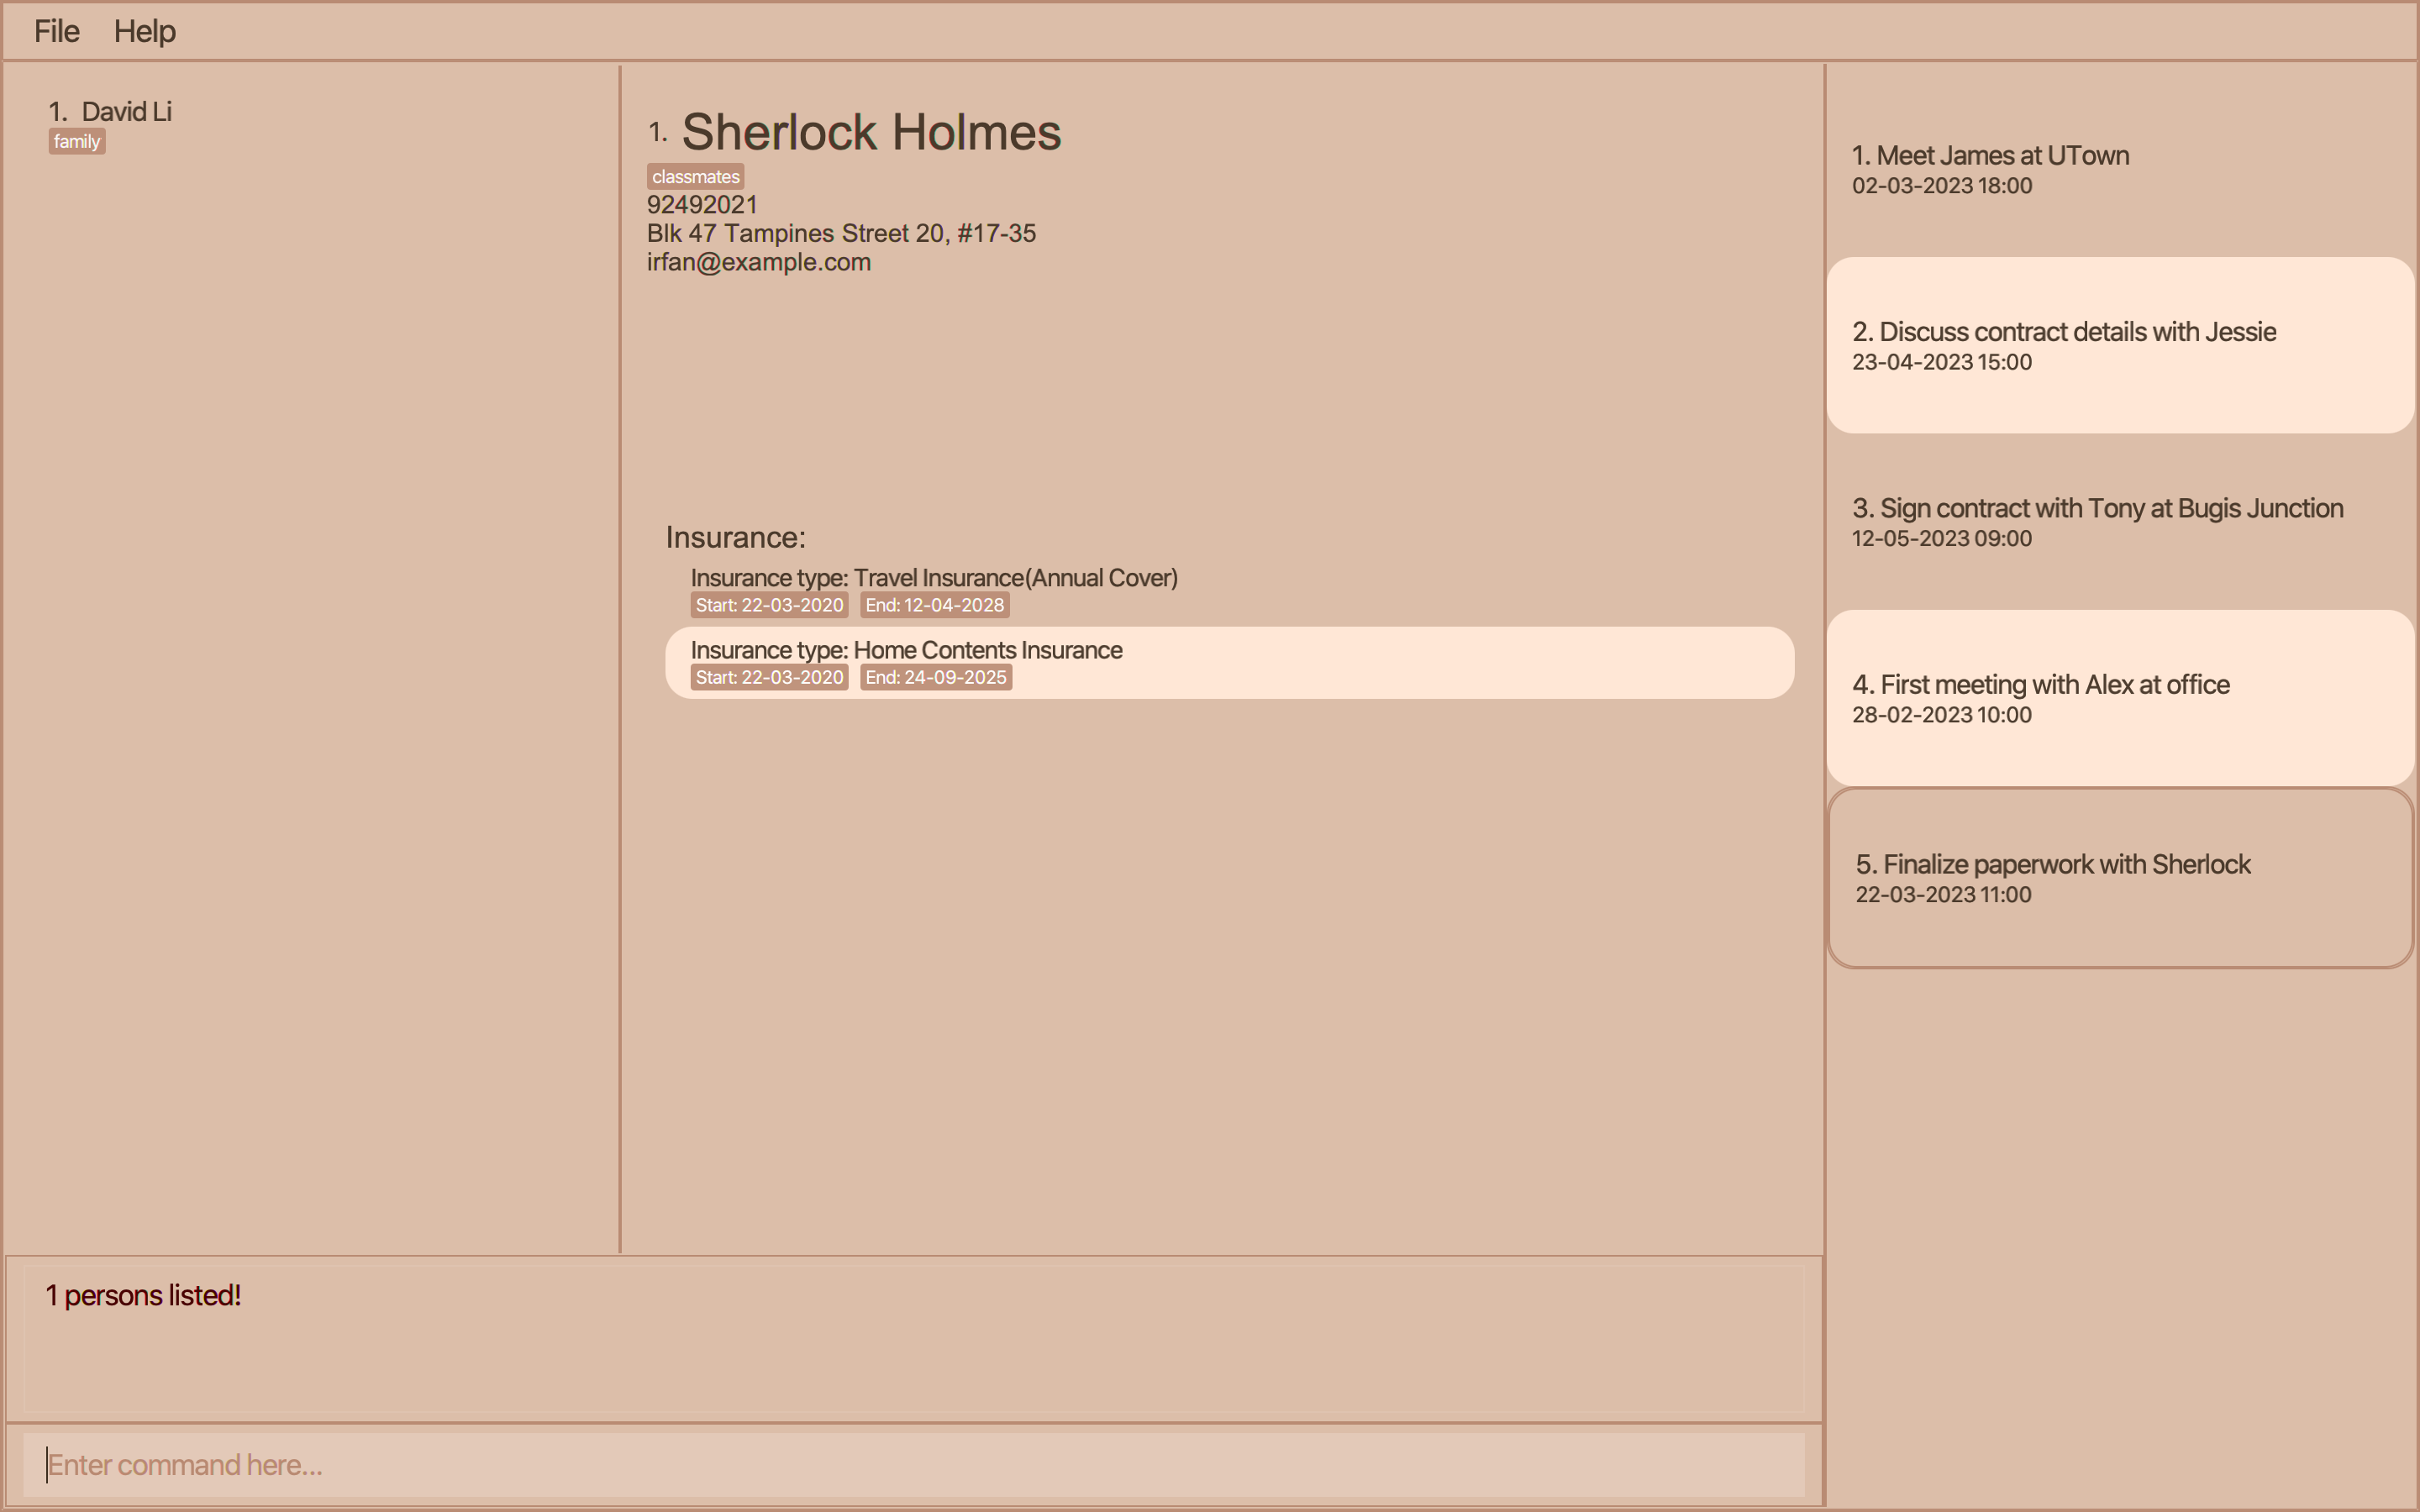 File Help
1. David Li
family
1. Sherlock Holmes
classmates
92492021
Blk 47 Tampines Street 20, #17-35
irfan@example.com
Insurance:
Insurance type: Travel Insurance(Annual Cover)
Start: 22-03-2020 End: 12-04-2028
Insurance type: Home Contents Insurance
Start: 22-03-2020 End: 24-09-2025
1. Meet James at UTown
02-03-2023 18:00
2. Discuss contract details with Jessie
23-04-2023 15:00
3. Sign contract with Tony at Bugis Junction
12-05-2023 09:00
4. First meeting with Alex at office
28-02-2023 10:00
5. Finalize paperwork with Sherlock
22-03-2023 11:00
1 persons listed!
Enter command here...